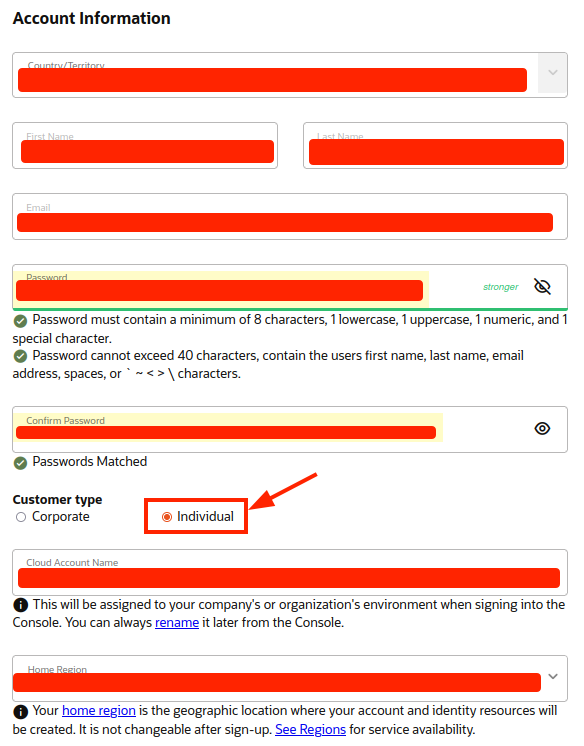 Account Information
Country/Territory
First Name
Last Name
Email
Password
stronger
Password must contain a minimum of 8 characters, 1 lowercase, 1 uppercase, 1 numeric, and 1
special character.
Password cannot exceed 40 characters, contain the users first name, last name, email
address, spaces, or ` ~ < > \ characters.
Confirm Password
Passwords Matched
Customer type
Corporate
Individual
Cloud Account Name
This will be assigned to your company's or organization's environment when signing into the
Console. You can always rename it later from the Console.
Home Region
Your home region is the geographic location where your account and identity resources will
be created. It is not changeable after sign-up. See Regions for service availability.